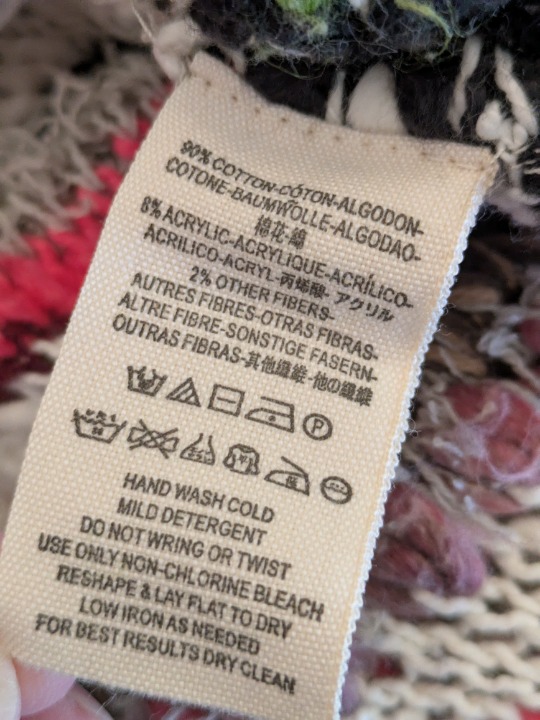 90% COTTON-COTON-ALGODON-
COTONE-BAUMWOLLE-ALGODAO-
棉花-綿
8% ACRYLIC-ACRYLIQUE-ACRÍLICO-
ACRILICO-ACRYL-丙烯酸- アクリル
2% OTHER FIBERS-
AUTRES FIBRES-OTRAS FIBRAS-
ALTRE FIBRE-SONSTIGE FASERN-
OUTRAS FIBRAS-其他纖維-他の繊維
P
HAND WASH COLD
MILD DETERGENT
DO NOT WRING OR TWIST
USE ONLY NON-CHLORINE BLEACH
RESHAPE & LAY FLAT TO DRY
LOW IRON AS NEEDED
FOR BEST RESULTS DRY CLEAN